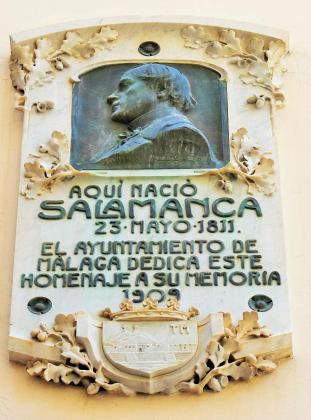 AQUÍ NACIÓ
SALAMANCA
23·MAYO·1811.
EL AYUNTAMIENTO DE
MÁLAGA DEDICA ESTE
HOMENAJE A SU MEMORIA
1909